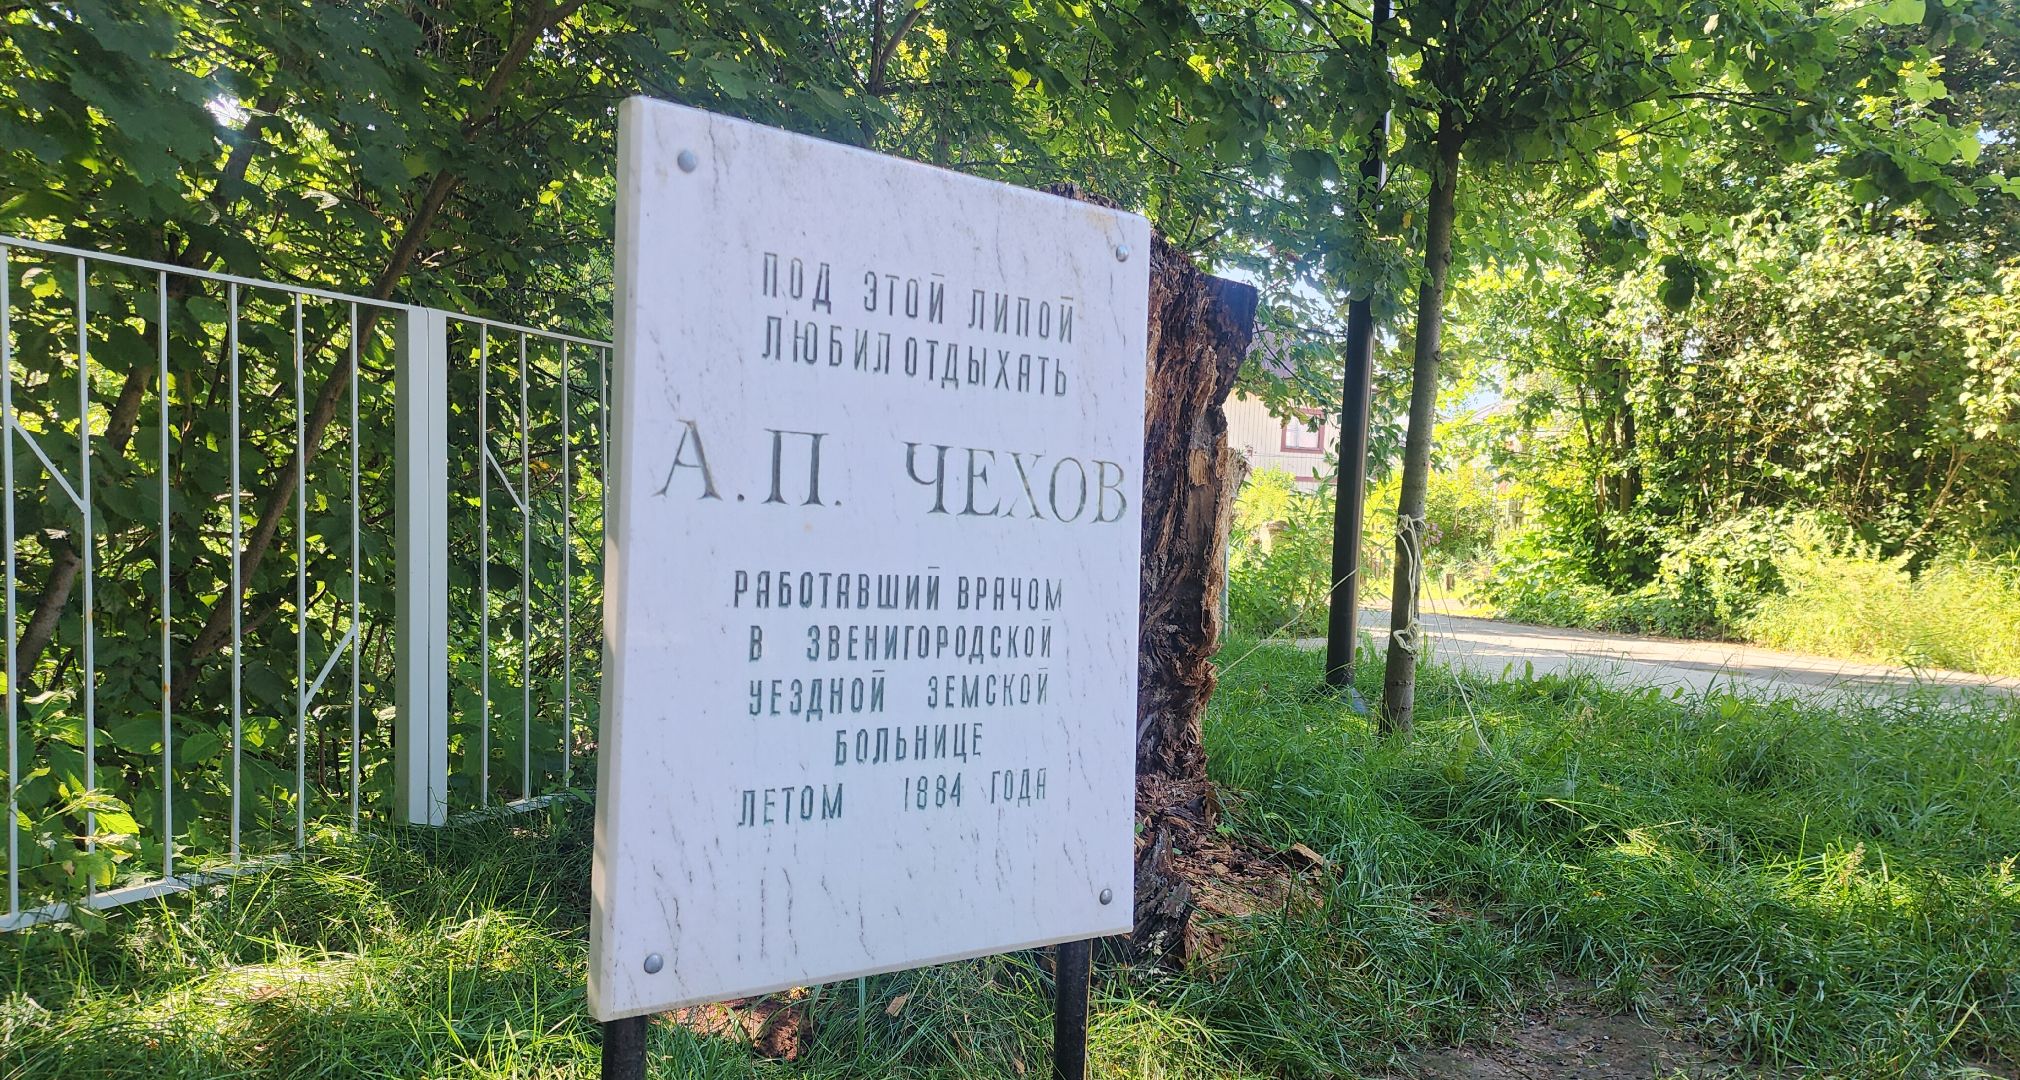 ПОД ЭТОЙ ЛИПОЙ
ЛЮБИЛ ОТДЫХАТЬ
А.П. ЧЕХОВ
РАБОТАВШИЙ ВРАЧОМ
В ЗВЕНИГОРОДСКОЙ
УЕЗДНОЙ ЗЕМСКОЙ
БОЛЬНИЦЕ
ЛЕТОМ 1884 ГОДА